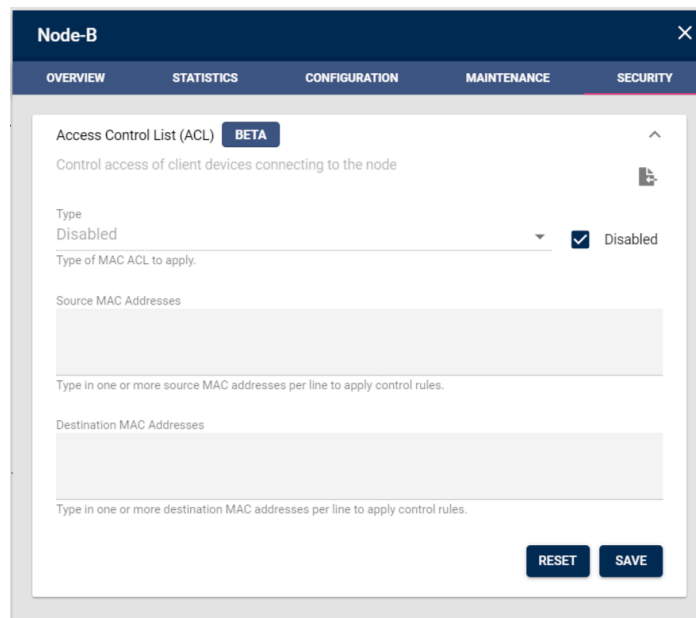 Node-B
OVERVIEW STATISTICS CONFIGURATION MAINTENANCE SECURITY
Access Control List (ACL) BETA
Control access of client devices connecting to the node
Type
Disabled
Disabled
Type of MAC ACL to apply.
Source MAC Addresses
Type in one or more source MAC addresses per line to apply control rules.
Destination MAC Addresses
Type in one or more destination MAC addresses per line to apply control rules.
RESET SAVE